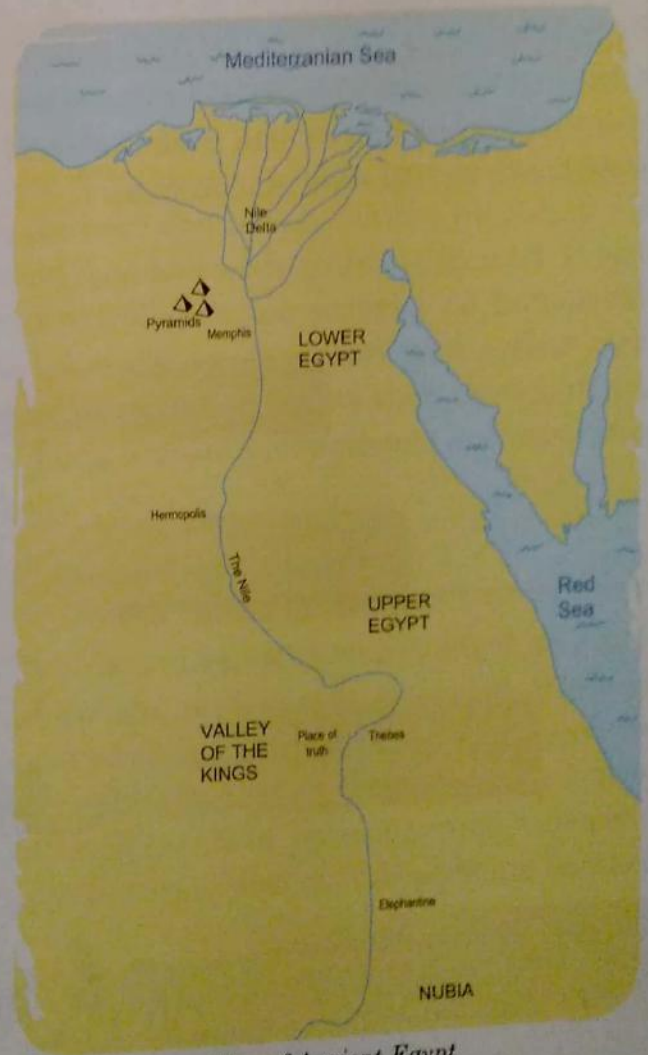 Mediterranian Sea
Nile
Delta
Pyramids
Memphis
LOWER
EGYPT
Hermopolis
The Nile
UPPER
EGYPT
Red
Sea
VALLEY
OF THE
KINGS
Place of
truth
Thebes
Elephantine
NUBIA
Egypt